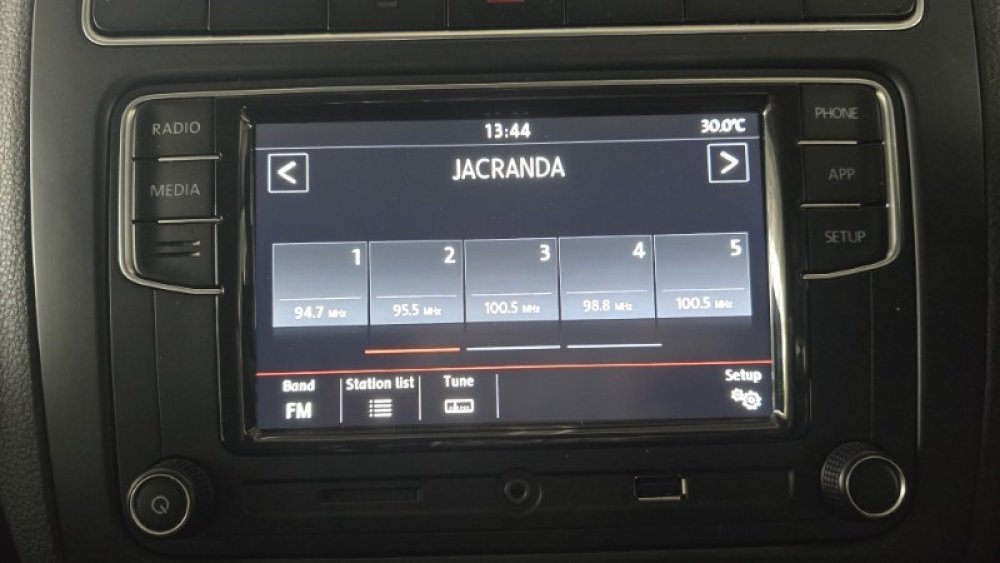 RADIO
MEDIA
PHONE
APP
SETUP
13:44
30.0°C
<
JACRANDA
>
1
2
3
4
5
94.7 MHz
95.5 MHz
100.5 MHz
98.8 MHz
100.5 MHz
Band
Station list
Tune
Setup
FM